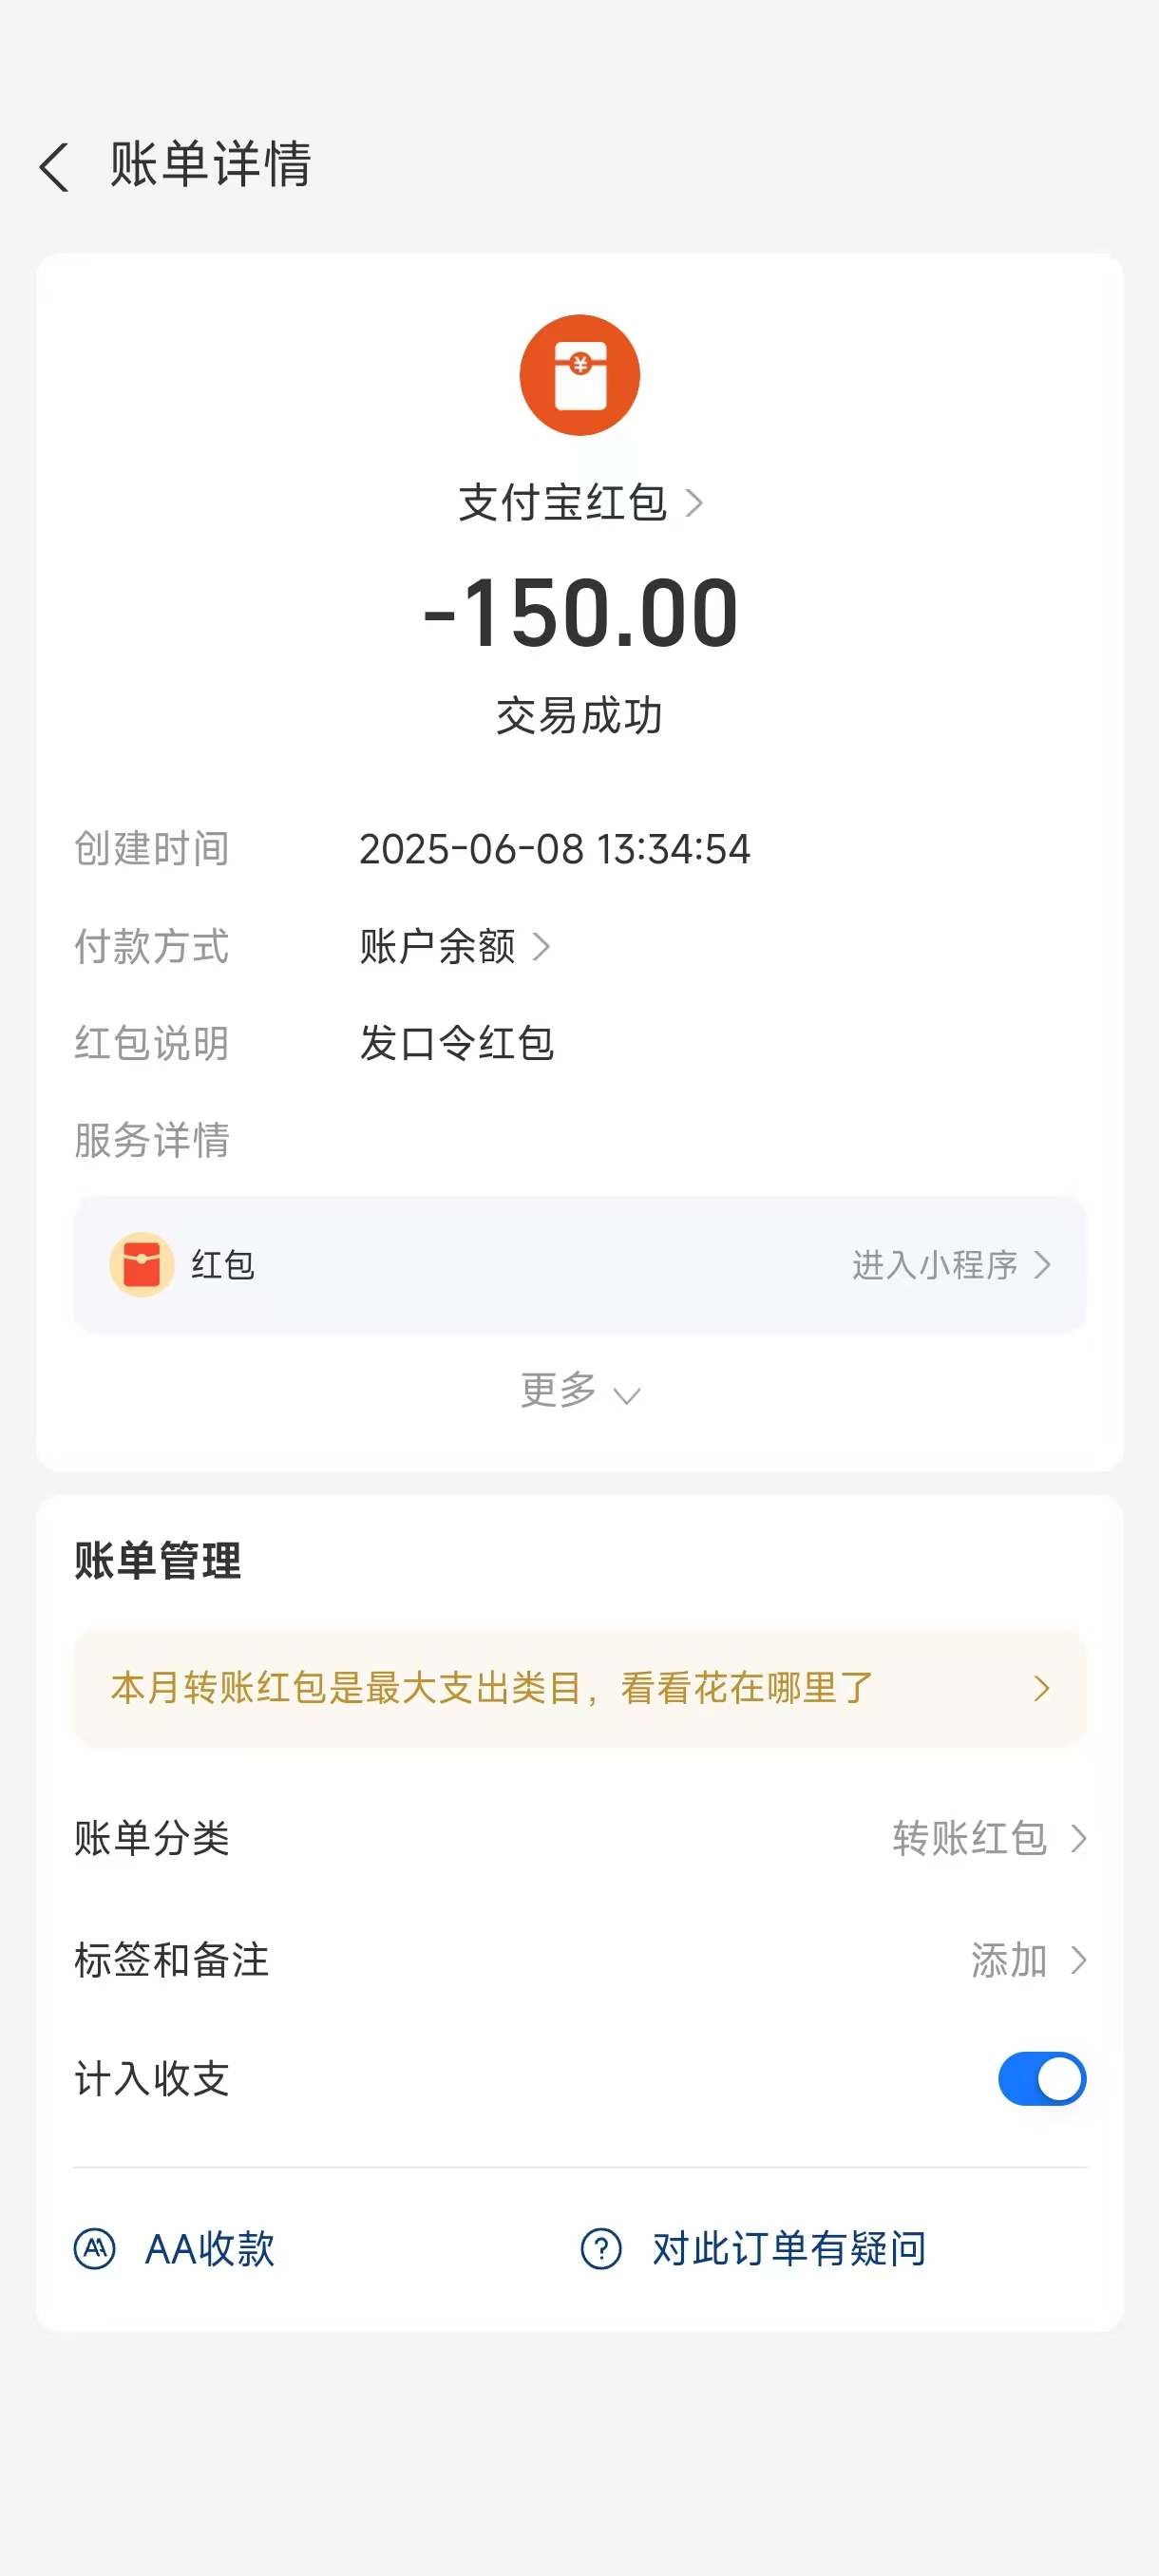 账单详情
支付宝红包
-150.00
交易成功
创建时间 2025-06-08 13:34:54
付款方式 账户余额
红包说明 发口令红包
服务详情
红包 进入小程序
更多
账单管理
本月转账红包是最大支出类目，看看花在哪里了
账单分类 转账红包
标签和备注 添加
计入收支
AA收款 对此订单有疑问